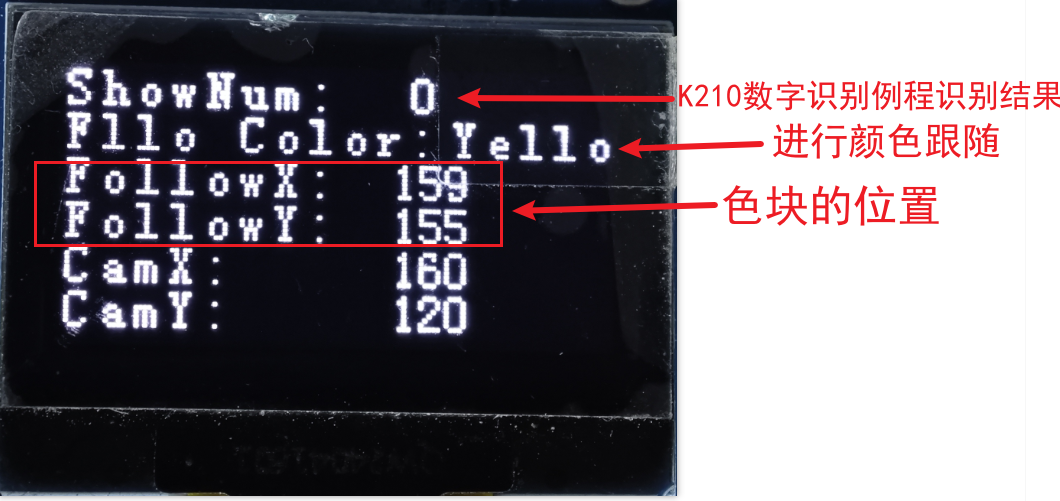 ShowNum: 0
K210数字识别例程识别结果
Fllo Color: Yello
进行颜色跟随
FollowX: 159
FollowY: 155
色块的位置
CamX: 160
CamY: 120